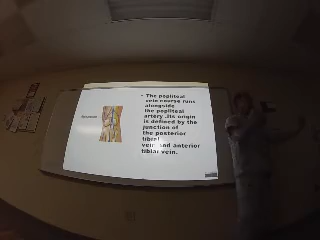 • The popliteal
vein course runs
alongside
the popliteal
artery .Its origin
is defined by the
junction of
the posterior
tibial
vein and anterior
tibial vein.